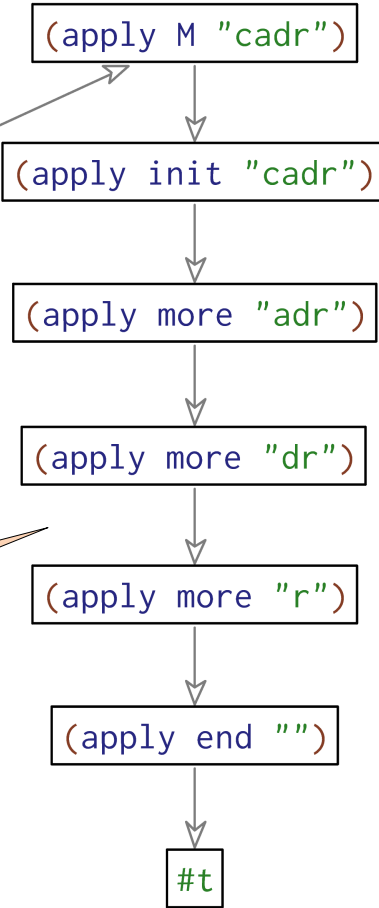 (apply M "cadr")
(apply init "cadr")
(apply more "adr")
(apply more "dr")
(apply more "r")
(apply end "")
#t